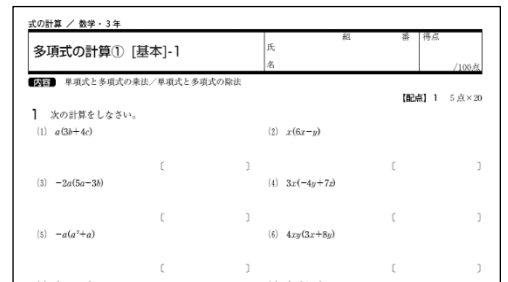 式の計算 / 数学・3年
多項式の計算① [基本]-1
氏名
組 番
得点
/100点
内容 単項式と多項式の乗法/単項式と多項式の除法
【配点】 1 5点×20
1 次の計算をしなさい。
(1) a(3b+4c)
(2) x(6x−y)
〔 〕 〔 〕
(3) −2a(5a−3b)
(4) 3x(−4y+7z)
〔 〕 〔 〕
(5) −a(a²+a)
(6) 4xy(3x+8y)
〔 〕 〔 〕